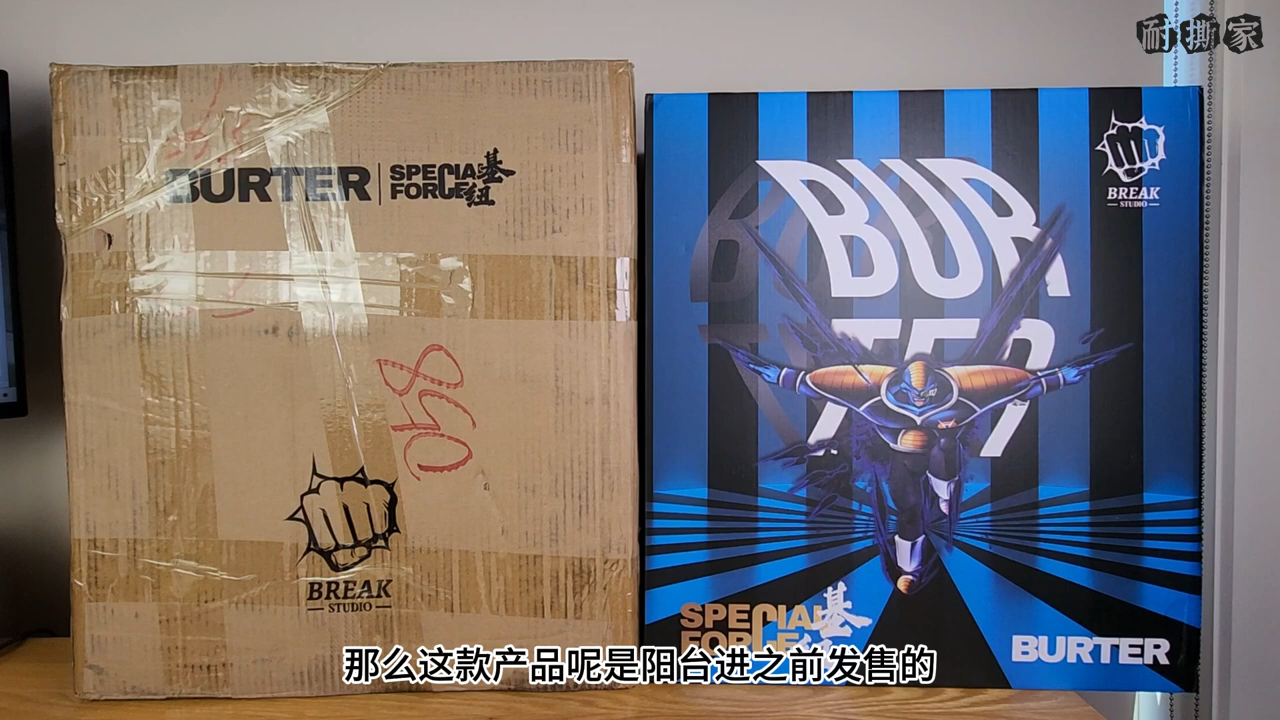 耐撕家
BURTER
SPECIAL
FORCE
基纽
840
BREAK
STUDIO
BUR
TER
BREAK
STUDIO
SPECIAL
FORCE
基纽
BURTER
那么这款产品呢是阳台进之前发售的